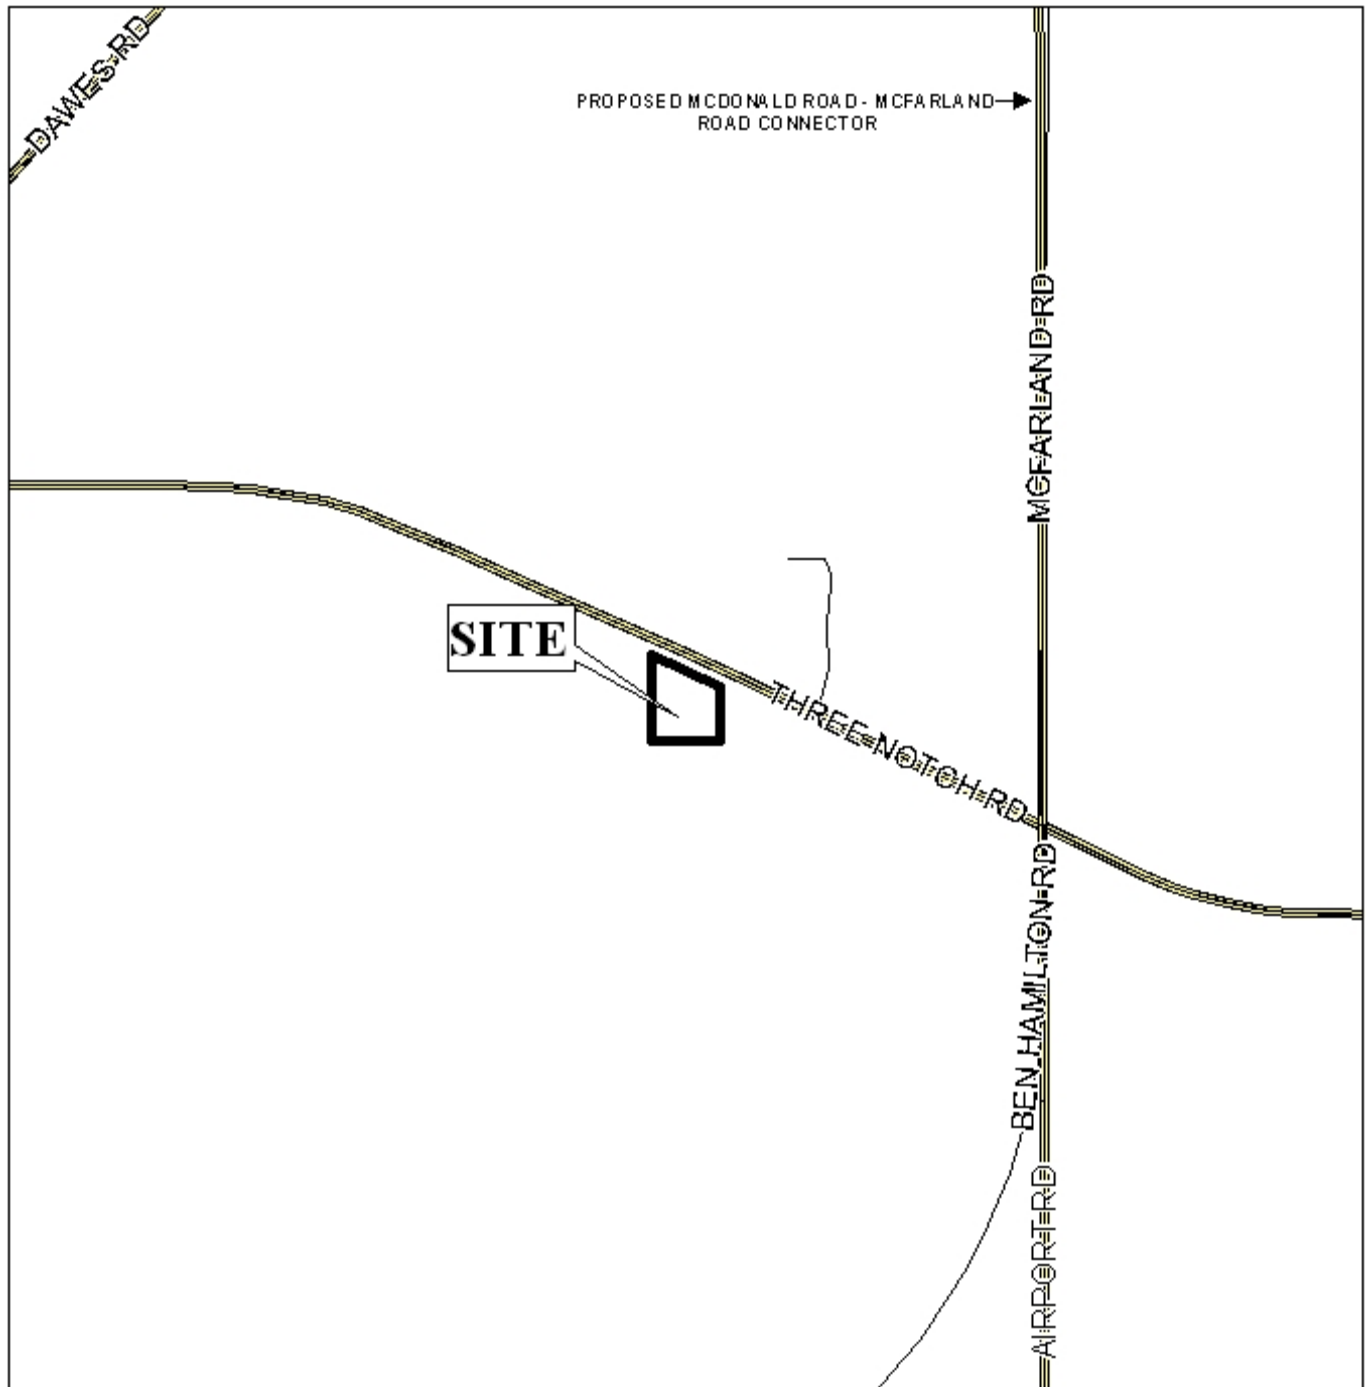 DAWES RD
PROPOSED MCDONALD ROAD - MCFARLAND
ROAD CONNECTOR
MCFARLAND RD
SITE
THREE NOTCH RD
BEN HAMILTON RD
AIRPORT RD